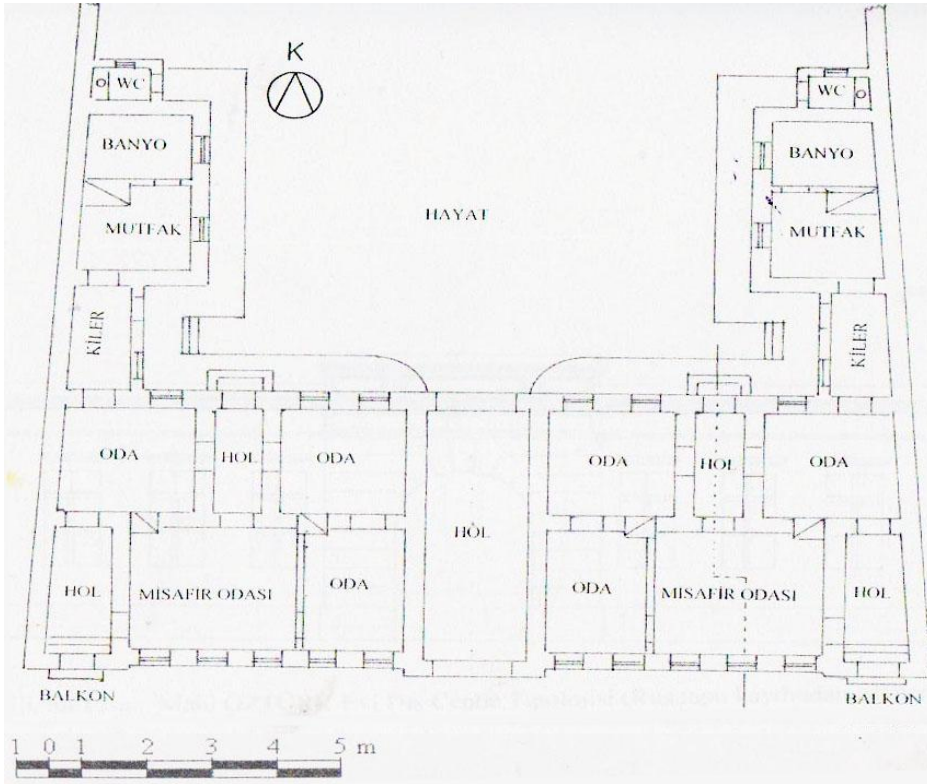 K
WC
WC
BANYO
BANYO
HAYAT
MUTFAK
MUTFAK
KİLER
KİLER
ODA
HOL
ODA
ODA
HOL
ODA
HOL
HOL
MİSAFİR ODASI
ODA
ODA
MİSAFİR ODASI
HOL
BALKON
BALKON
1 0 1 2 3 4 5 m